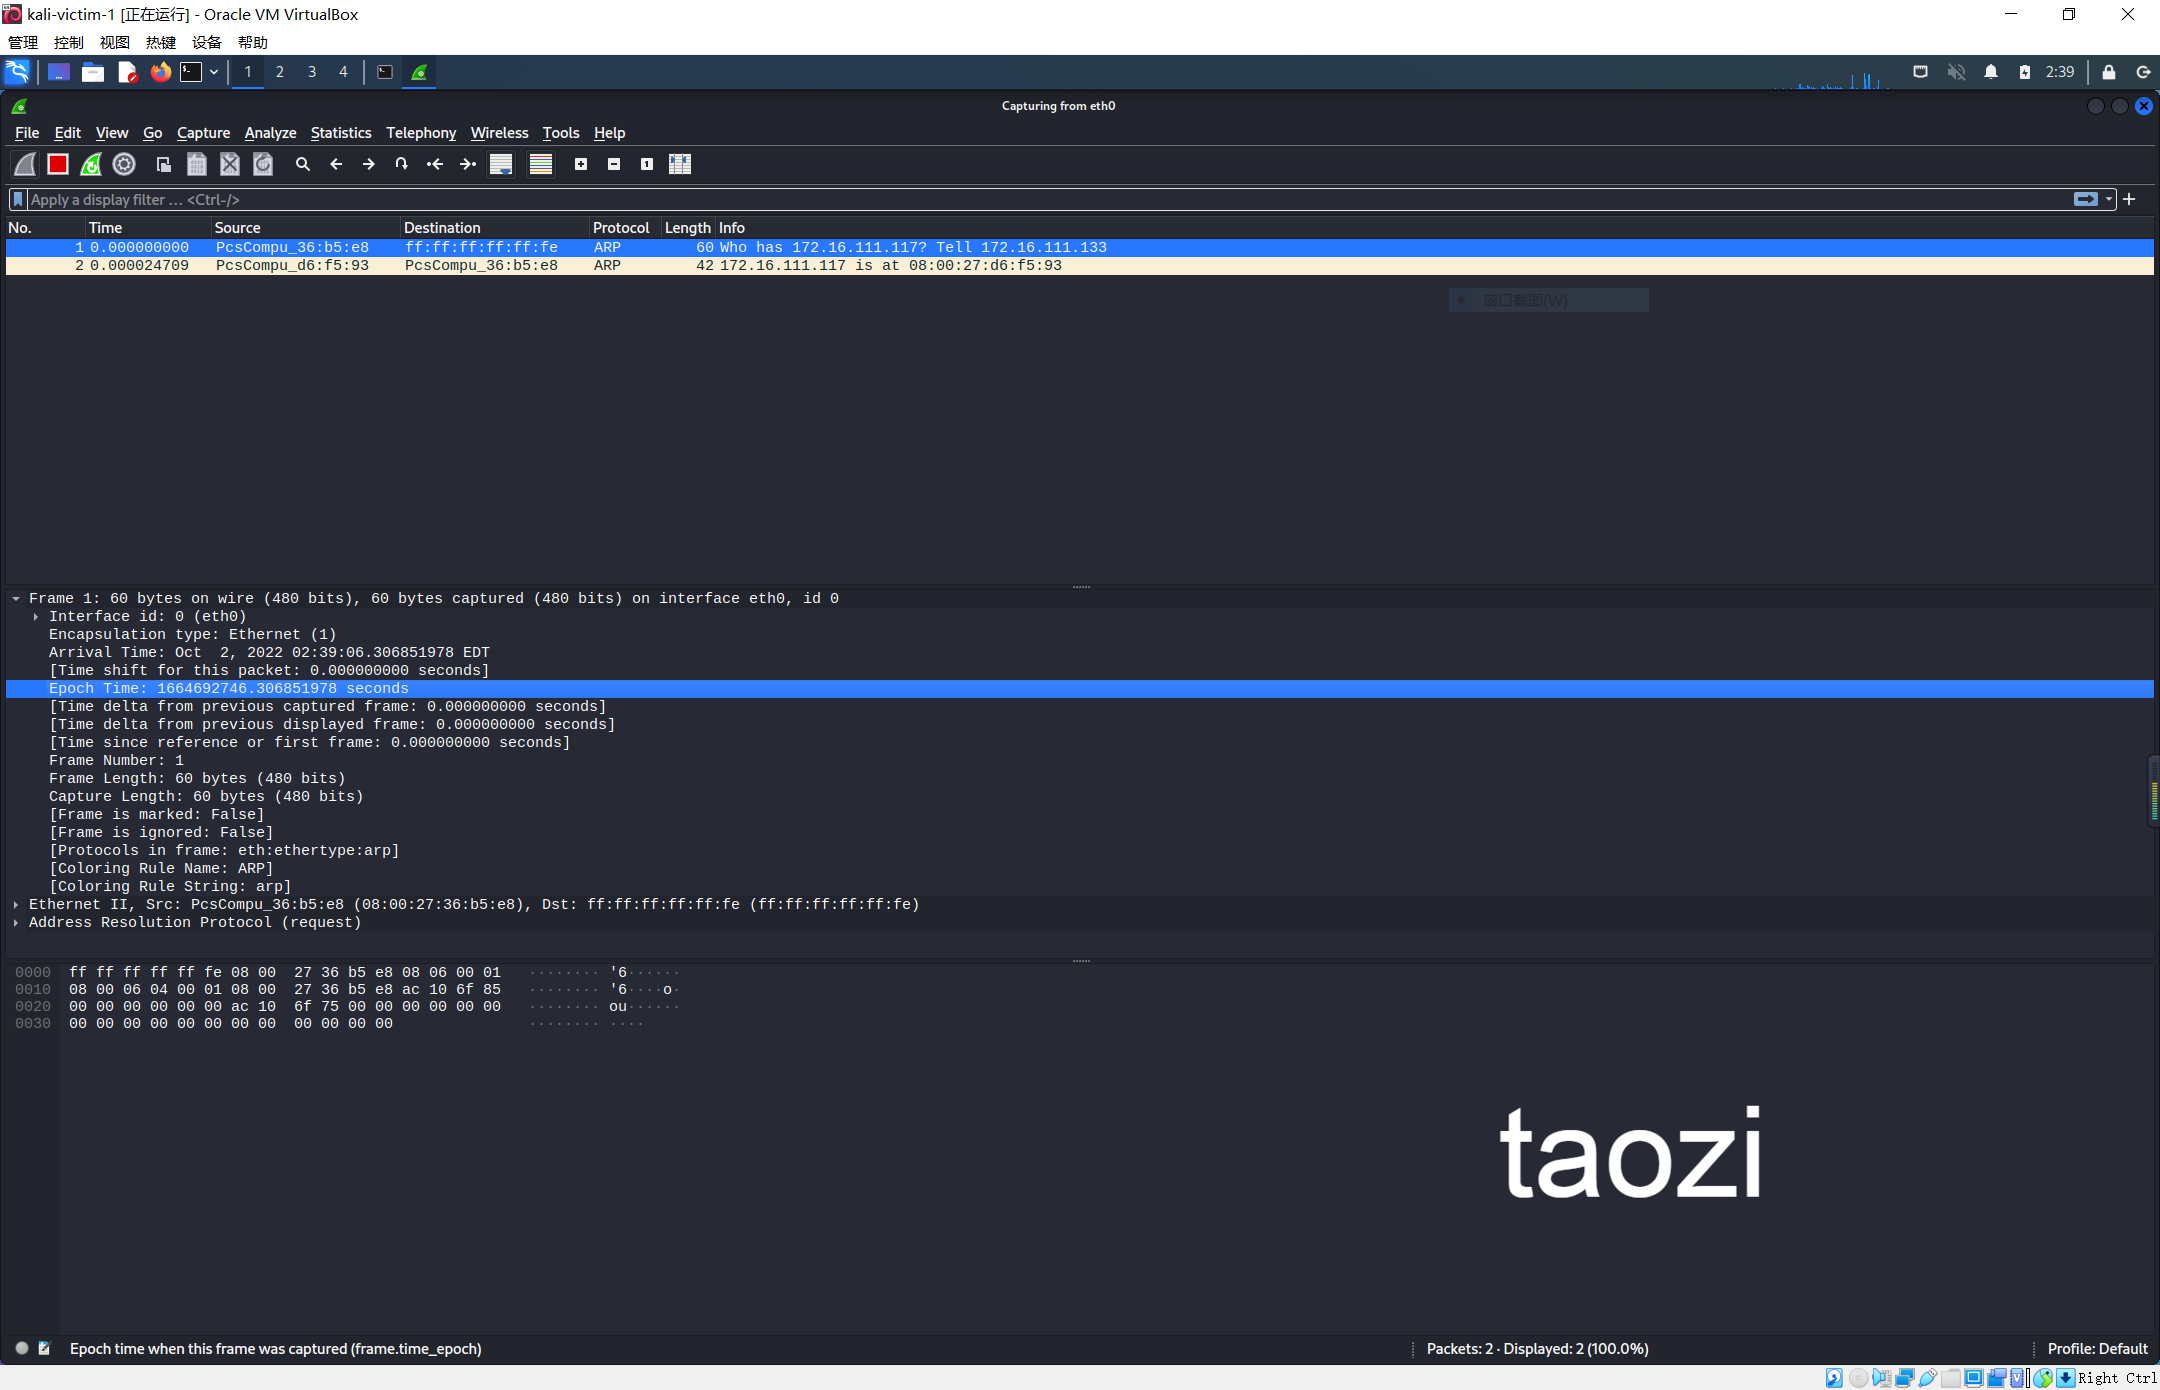 kali-victim-1 [正在运行] - Oracle VM VirtualBox
管理 控制 视图 热键 设备 帮助
1 2 3 4 2:39
Capturing from eth0
File Edit View Go Capture Analyze Statistics Telephony Wireless Tools Help
Apply a display filter … <Ctrl-/>
No. Time Source Destination Protocol Length Info
1 0.000000000 PcsCompu_36:b5:e8 ff:ff:ff:ff:ff:fe ARP 60 Who has 172.16.111.117? Tell 172.16.111.133
2 0.000024709 PcsCompu_d6:f5:93 PcsCompu_36:b5:e8 ARP 42 172.16.111.117 is at 08:00:27:d6:f5:93
窗口截图(W)
Frame 1: 60 bytes on wire (480 bits), 60 bytes captured (480 bits) on interface eth0, id 0
Interface id: 0 (eth0)
Encapsulation type: Ethernet (1)
Arrival Time: Oct  2, 2022 02:39:06.306851978 EDT
[Time shift for this packet: 0.000000000 seconds]
Epoch Time: 1664692746.306851978 seconds
[Time delta from previous captured frame: 0.000000000 seconds]
[Time delta from previous displayed frame: 0.000000000 seconds]
[Time since reference or first frame: 0.000000000 seconds]
Frame Number: 1
Frame Length: 60 bytes (480 bits)
Capture Length: 60 bytes (480 bits)
[Frame is marked: False]
[Frame is ignored: False]
[Protocols in frame: eth:ethertype:arp]
[Coloring Rule Name: ARP]
[Coloring Rule String: arp]
Ethernet II, Src: PcsCompu_36:b5:e8 (08:00:27:36:b5:e8), Dst: ff:ff:ff:ff:ff:fe (ff:ff:ff:ff:ff:fe)
Address Resolution Protocol (request)
0000 ff ff ff ff ff fe 08 00 27 36 b5 e8 08 06 00 01 ········ '6······
0010 08 00 06 04 00 01 08 00 27 36 b5 e8 ac 10 6f 85 ········ '6····o·
0020 00 00 00 00 00 00 ac 10 6f 75 00 00 00 00 00 00 ········ ou······
0030 00 00 00 00 00 00 00 00 00 00 00 00 ········ ····
taozi
Epoch time when this frame was captured (frame.time_epoch) Packets: 2 · Displayed: 2 (100.0%) Profile: Default
Right Ctrl